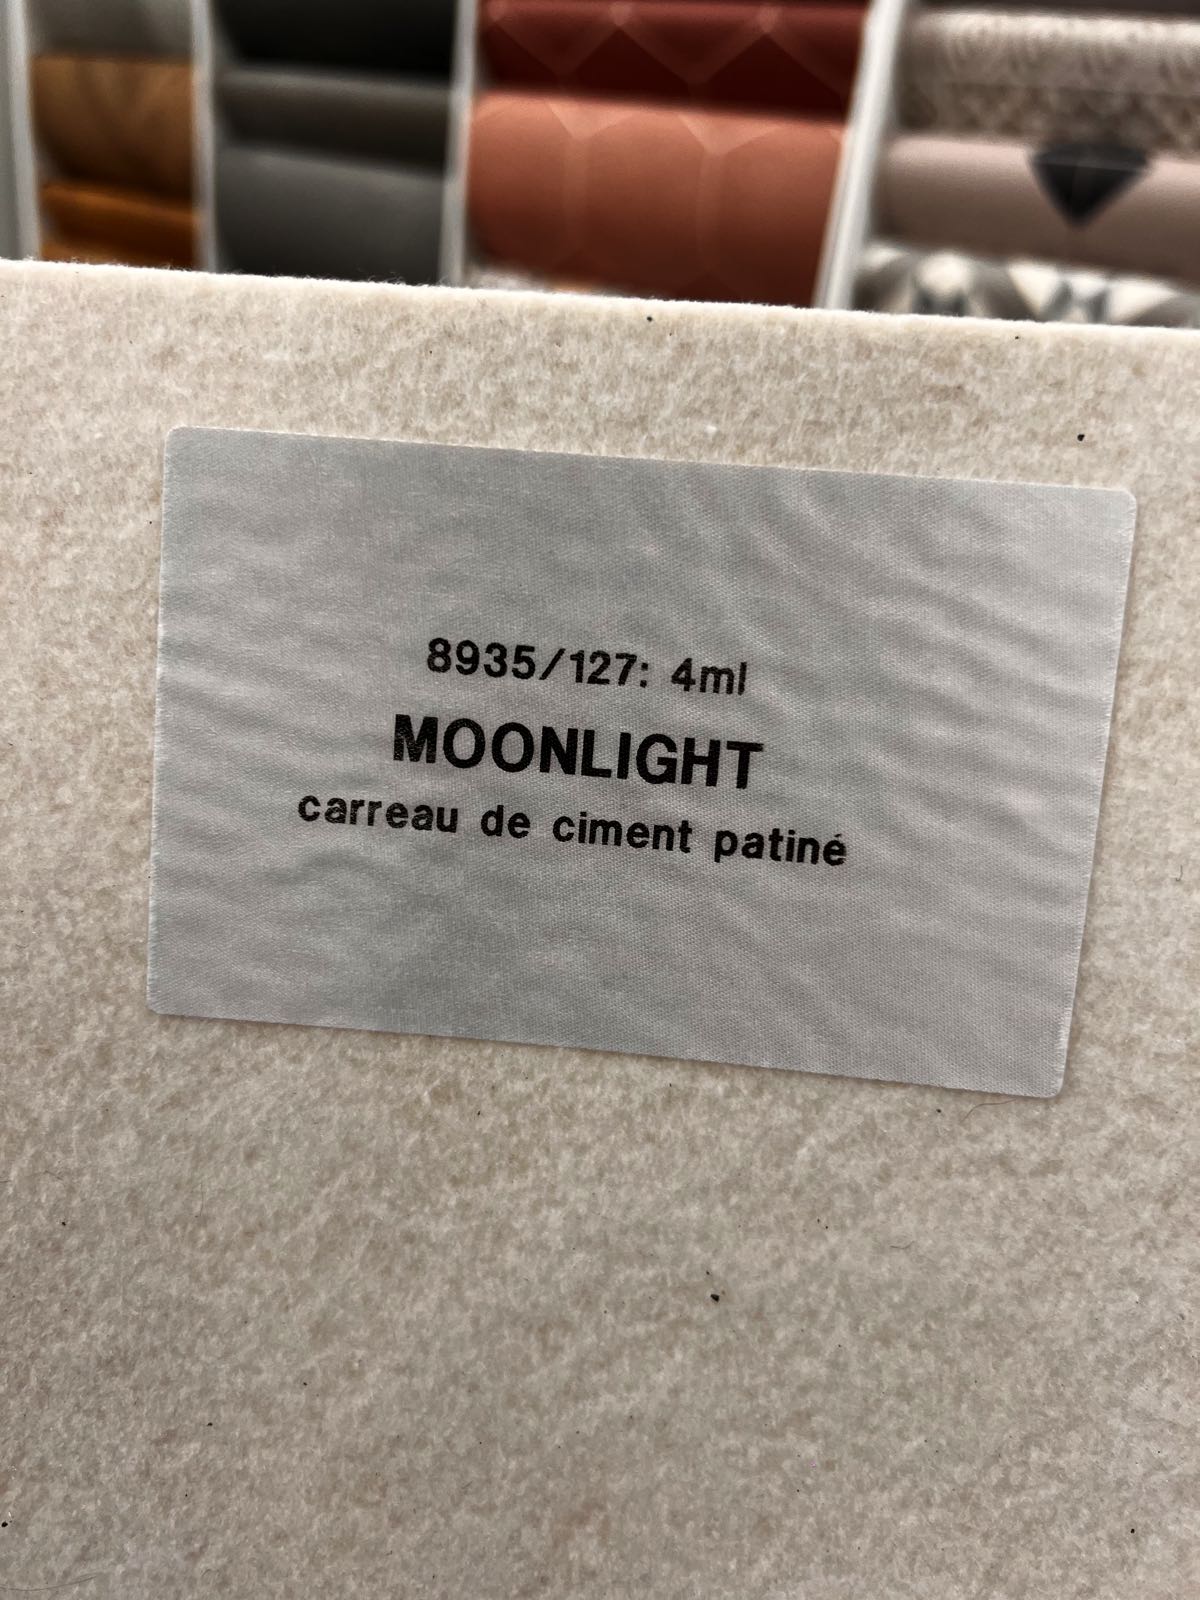 8935/127: 4ml
MOONLIGHT
carreau de ciment patiné